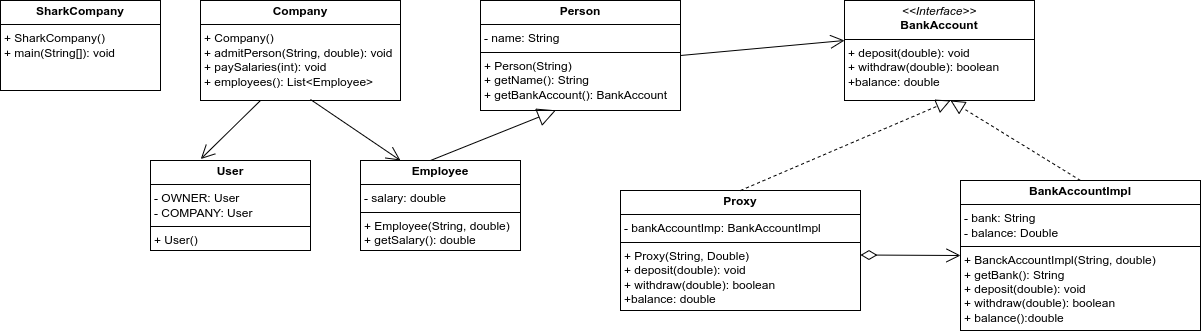 SharkCompany
+ SharkCompany()
+ main(String[]): void
Company
+ Company()
+ admitPerson(String, double): void
+ paySalaries(int): void
+ employees(): List<Employee>
Person
- name: String
+ Person(String)
+ getName(): String
+ getBankAccount(): BankAccount
<<Interface>>
BankAccount
+ deposit(double): void
+ withdraw(double): boolean
+balance: double
User
- OWNER: User
- COMPANY: User
+ User()
Employee
- salary: double
+ Employee(String, double)
+ getSalary(): double
Proxy
- bankAccountImp: BankAccountImpl
+ Proxy(String, Double)
+ deposit(double): void
+ withdraw(double): boolean
+balance: double
BankAccountImpl
- bank: String
- balance: Double
+ BanckAccountImpl(String, double)
+ getBank(): String
+ deposit(double): void
+ withdraw(double): boolean
+ balance():double